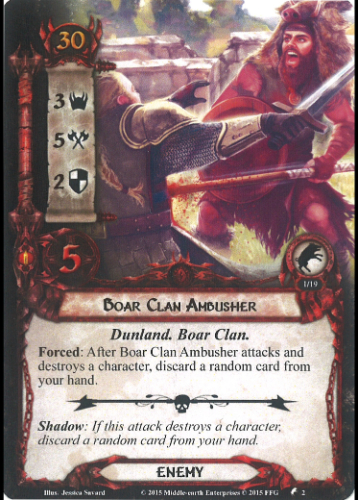 30
3
5
2
5
1/19
Boar Clan Ambusher
Dunland. Boar Clan.
Forced: After Boar Clan Ambusher attacks and
destroys a character, discard a random card from
your hand.
Shadow: If this attack destroys a character,
discard a random card from your hand.
ENEMY
Illus. Jessica Savard © 2015 Middle-earth Enterprises © 2015 FFG 2